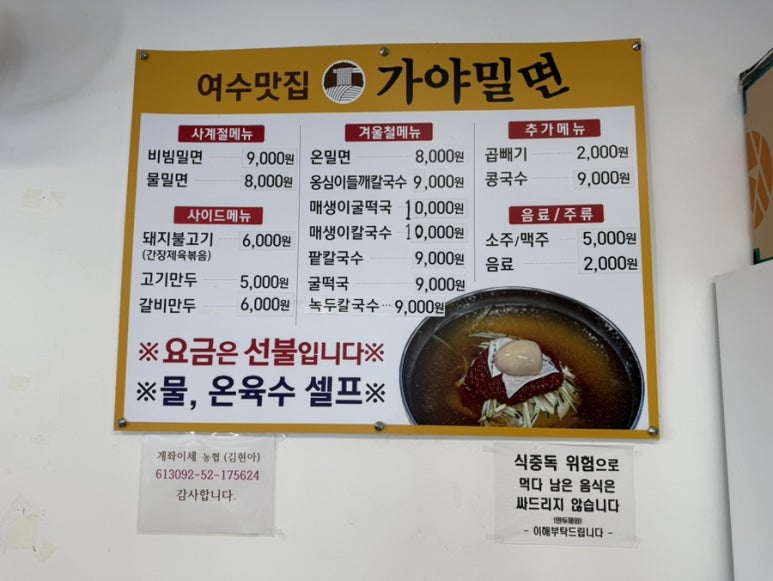 여수맛집 가야밀면
사계절메뉴
비빔밀면 9,000원
물밀면 8,000원
사이드메뉴
돼지불고기 6,000원
(간장제육볶음)
고기만두 5,000원
갈비만두 6,000원
겨울철메뉴
온밀면 8,000원
옹심이들깨칼국수 9,000원
매생이굴떡국 10,000원
매생이칼국수 10,000원
팥칼국수 9,000원
굴떡국 9,000원
녹두칼국수··· 9,000원
추가메뉴
곱빼기 2,000원
콩국수 9,000원
음료/주류
소주/맥주 5,000원
음료 2,000원
※요금은 선불입니다※
※물, 온육수 셀프※
계좌이체 농협 (김현아)
613092-52-175624
감사합니다.
식중독 위험으로
먹다 남은 음식은
싸드리지 않습니다
(만두제외)
- 이해부탁드립니다 -